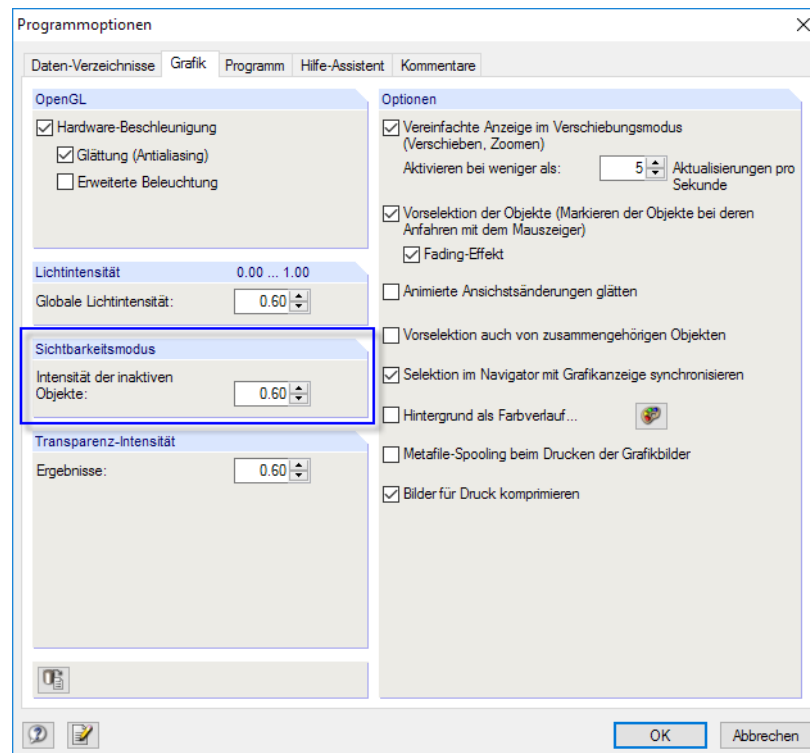 Programmoptionen
Daten-Verzeichnisse Grafik Programm Hilfe-Assistent Kommentare
OpenGL
Hardware-Beschleunigung
Glättung (Antialiasing)
Erweiterte Beleuchtung
Lichtintensität 0.00 ... 1.00
Globale Lichtintensität: 0.60
Sichtbarkeitsmodus
Intensität der inaktiven
Objekte: 0.60
Transparenz-Intensität
Ergebnisse: 0.60
Optionen
Vereinfachte Anzeige im Verschiebungsmodus
(Verschieben, Zoomen)
Aktivieren bei weniger als: 5 Aktualisierungen pro
Sekunde
Vorselektion der Objekte (Markieren der Objekte bei deren
Anfahren mit dem Mauszeiger)
Fading-Effekt
Animierte Ansichstsänderungen glätten
Vorselektion auch von zusammengehörigen Objekten
Selektion im Navigator mit Grafikanzeige synchronisieren
Hintergrund als Farbverlauf...
Metafile-Spooling beim Drucken der Grafikbilder
Bilder für Druck komprimieren
OK Abbrechen